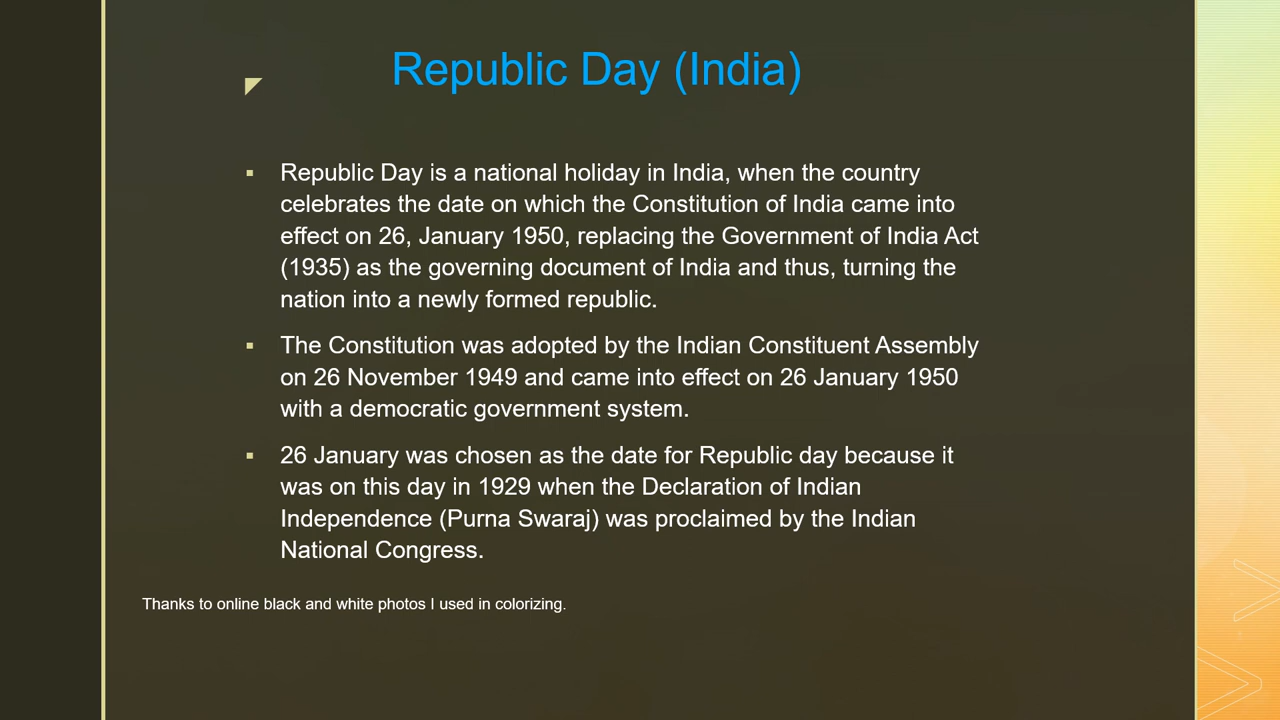 Republic Day (India)
Republic Day is a national holiday in India, when the country
celebrates the date on which the Constitution of India came into
effect on 26, January 1950, replacing the Government of India Act
(1935) as the governing document of India and thus, turning the
nation into a newly formed republic.
The Constitution was adopted by the Indian Constituent Assembly
on 26 November 1949 and came into effect on 26 January 1950
with a democratic government system.
26 January was chosen as the date for Republic day because it
was on this day in 1929 when the Declaration of Indian
Independence (Purna Swaraj) was proclaimed by the Indian
National Congress.
Thanks to online black and white photos I used in colorizing.